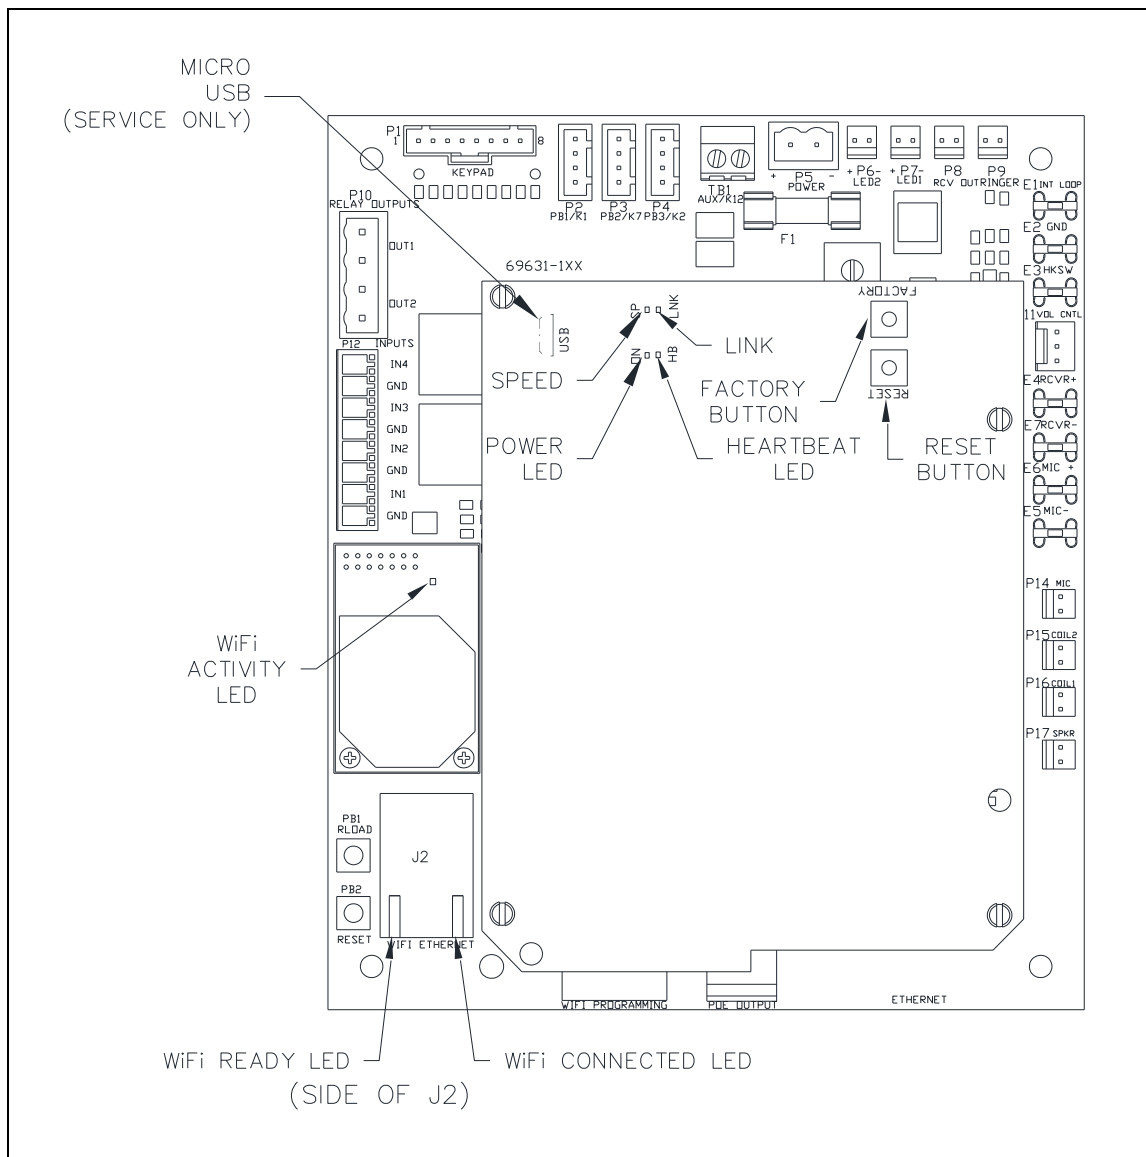 MICRO
USB
(SERVICE ONLY)
P1
1
8
KEYPAD
P2
PB1/K1
P3
PB2/K7
P4
PB3/K2
TB1
AUX/K12
+ P5 -
POWER
+ P6-
LED2
+ P7-
LED1
P8
RCV OUT
P9
RINGER
F1
E1 INT LOOP
E2 GND
E3 HKSW
11 VOL CNTL
E4 RCVR+
E7 RCVR-
E6 MIC +
E5 MIC-
P10
RELAY OUTPUTS
OUT1
OUT2
69631-1XX
P12 INPUTS
IN4
GND
IN3
GND
IN2
GND
IN1
GND
USB
SP
LNK
ON
HB
FACTORY
RESET
SPEED
LINK
POWER
LED
HEARTBEAT
LED
FACTORY
BUTTON
RESET
BUTTON
P14 MIC
P15 COIL2
P16 COIL1
P17 SPKR
WiFi
ACTIVITY
LED
PB1
RLOAD
PB2
RESET
J2
WIFI ETHERNET
WIFI PROGRAMMING
POE OUTPUT
ETHERNET
WiFi READY LED
WiFi CONNECTED LED
(SIDE OF J2)